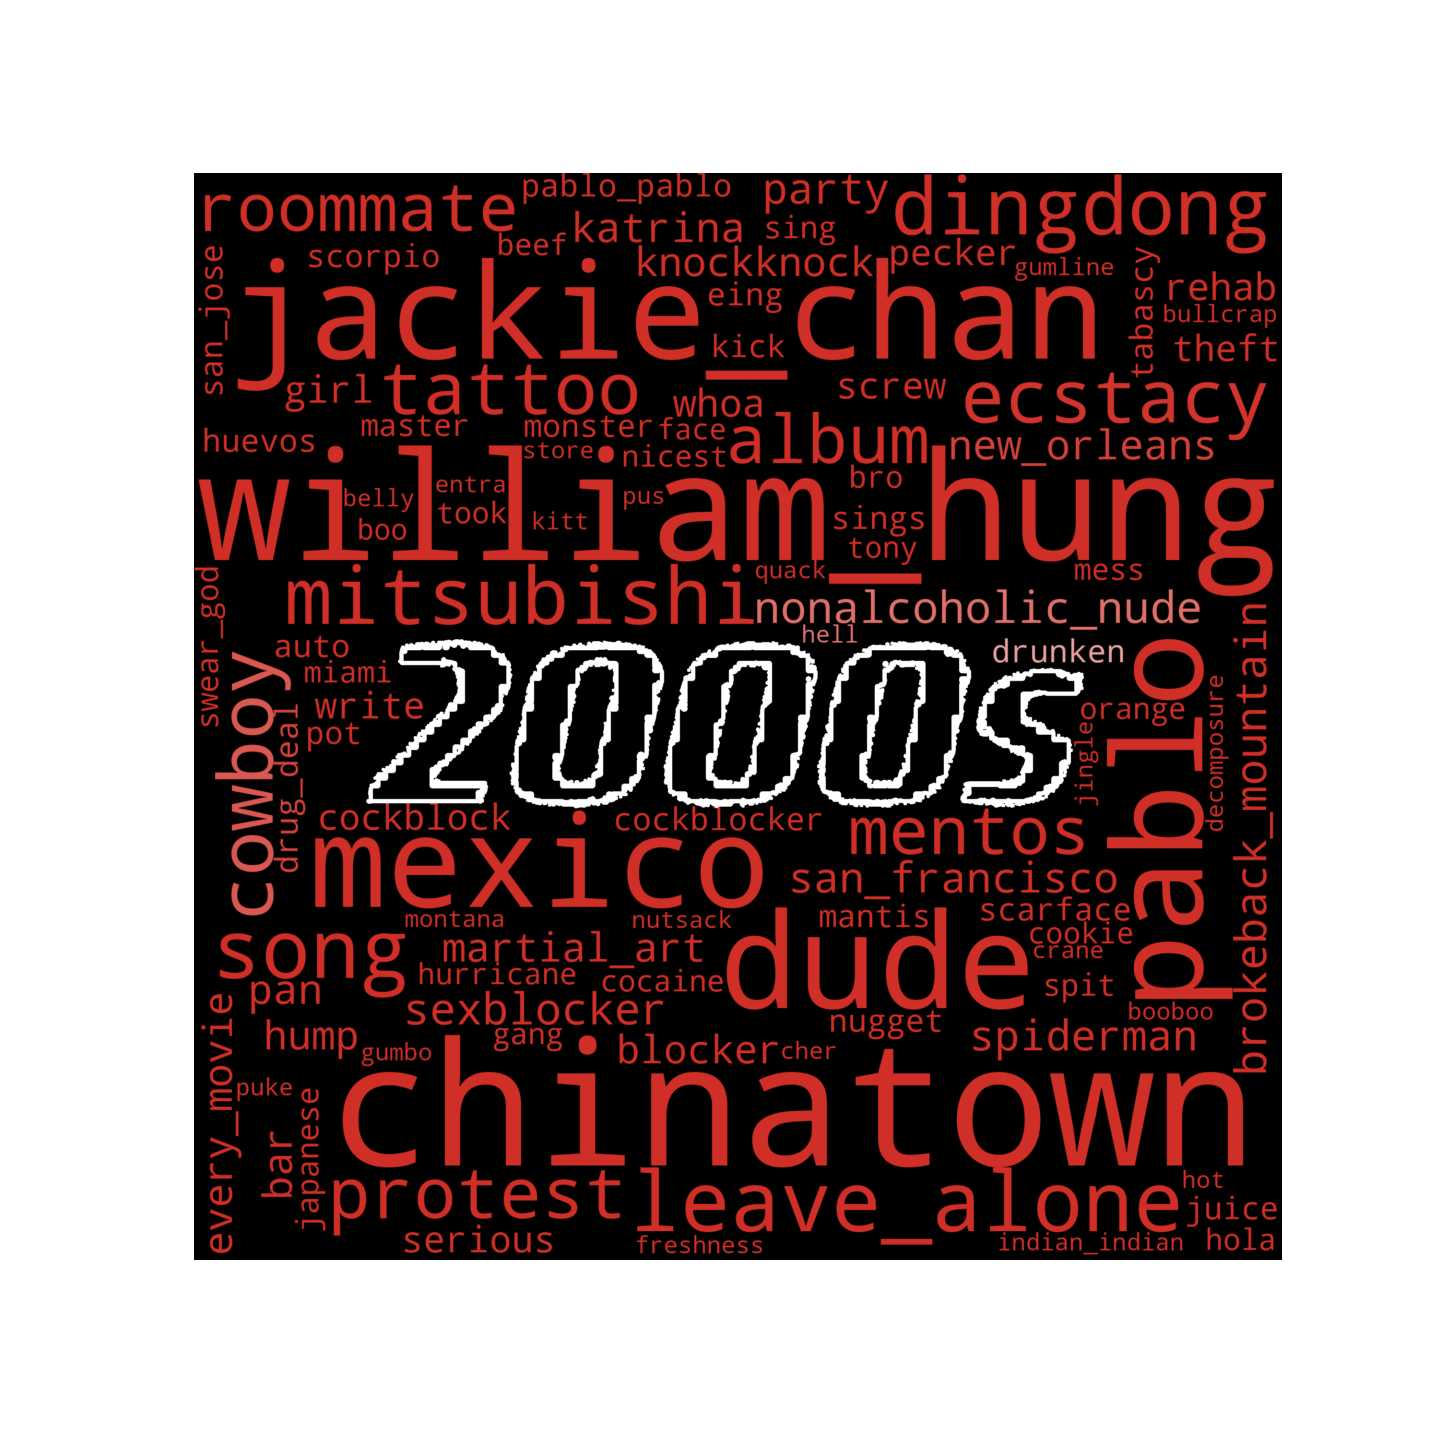 roommate
pablo_pablo
party
dingdong
katrina
sing
beef
scorpio
knockknock
pecker
gumline
san_jose
jackie_chan
eing
kick
tabascy
rehab
bullcrap
theft
girl
tattoo
whoa
screw
ecstacy
huevos
master
monster
face
store
nicest
album
new_orleans
william_hung
belly
entra
boo
took
kitt
pus
bro
sings
tony
quack
mess
swear_god
mitsubishi
nonalcoholic_nude
hell
drunken
auto
miami
write
pot
cowboy
drug_deal
2000s
orange
jingle
pablo
decomposure
brokeback_mountain
cockblock
cockblocker
mentos
mexico
san_francisco
montana
nutsack
mantis
scarface
cookie
crane
song
martial_art
dude
hurricane
cocaine
spit
pan
sexblocker
booboo
nugget
hump
gumbo
gang
blocker
cher
spiderman
every_movie
puke
chinatown
bar
japanese
protest
leave_alone
hot
juice
serious
freshness
indian_indian
hola